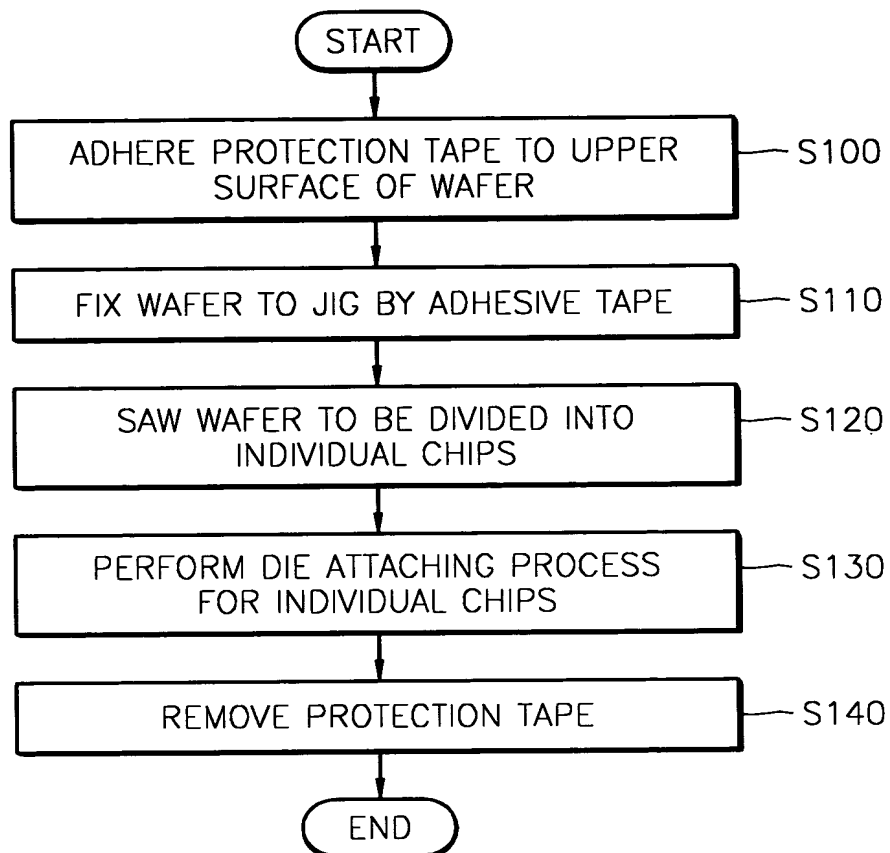 START
ADHERE PROTECTION TAPE TO UPPER
SURFACE OF WAFER
S100
FIX WAFER TO JIG BY ADHESIVE TAPE
S110
SAW WAFER TO BE DIVIDED INTO
INDIVIDUAL CHIPS
S120
PERFORM DIE ATTACHING PROCESS
FOR INDIVIDUAL CHIPS
S130
REMOVE PROTECTION TAPE
S140
END